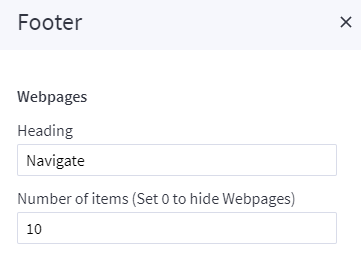 Footer
Webpages
Heading
Navigate
Number of items (Set 0 to hide Webpages)
10